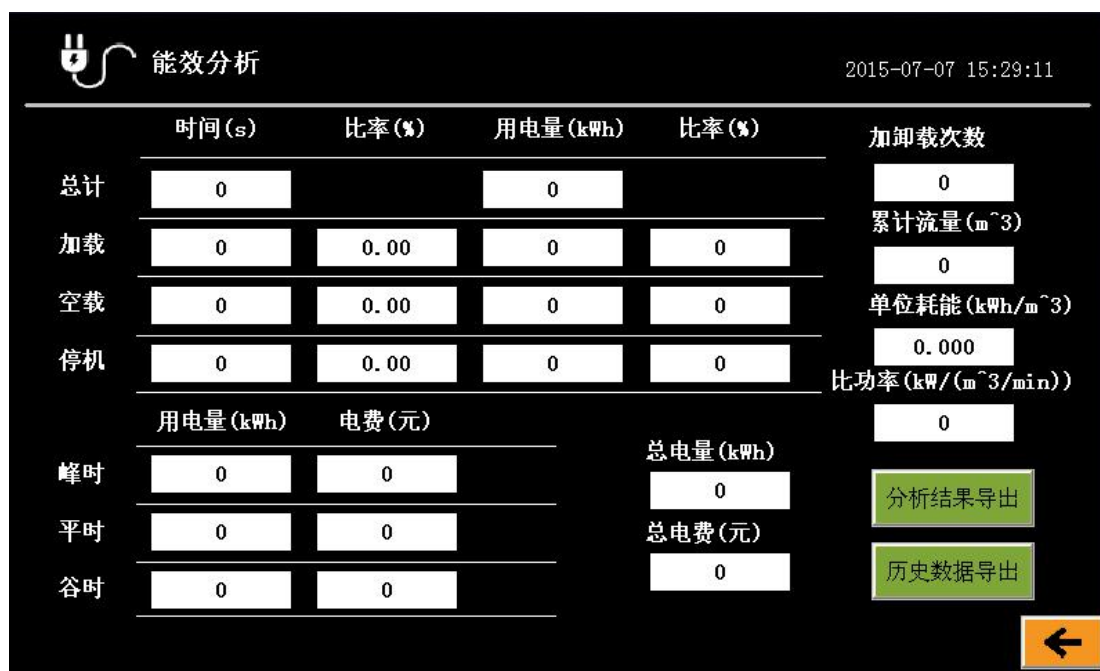 能效分析
2015-07-07 15:29:11
时间(s) 比率(%) 用电量(kWh) 比率(%)
总计 0 0
加载 0 0.00 0 0
空载 0 0.00 0 0
停机 0 0.00 0 0
加卸载次数
0
累计流量(m^3)
0
单位耗能(kWh/m^3)
0.000
比功率(kW/(m^3/min))
0
用电量(kWh) 电费(元)
峰时 0 0
平时 0 0
谷时 0 0
总电量(kWh)
0
总电费(元)
0
分析结果导出
历史数据导出